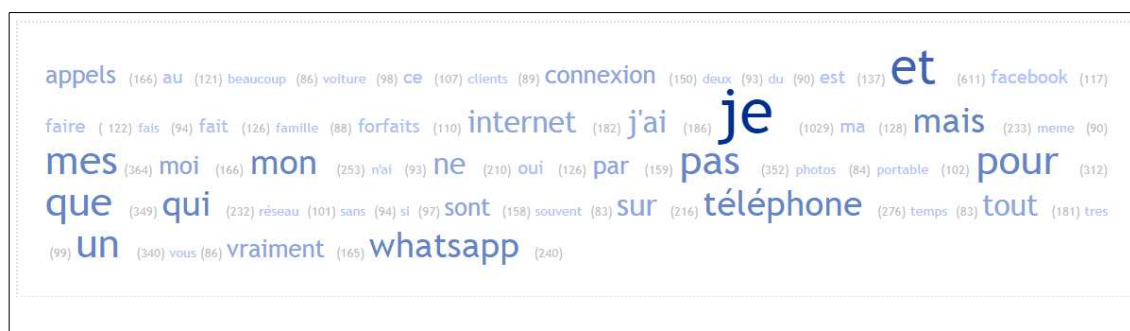 appels (166) au (121) beaucoup (86) voiture (98) ce (107) clients (89) connexion (150) deux (93) du (90) est (137) et (611) facebook (117)
faire ( 122) fais (94) fait (126) famille (88) forfaits (110) internet (182) j'ai (186) je (1029) ma (128) mais (233) meme (90)
mes (364) moi (166) mon (253) n'ai (93) ne (210) oui (126) par (159) pas (352) photos (84) portable (102) pour (312)
que (349) qui (232) réseau (101) sans (94) si (97) sont (158) souvent (83) sur (216) téléphone (276) temps (83) tout (181) tres
(99) un (340) vous (86) vraiment (165) whatsapp (240)